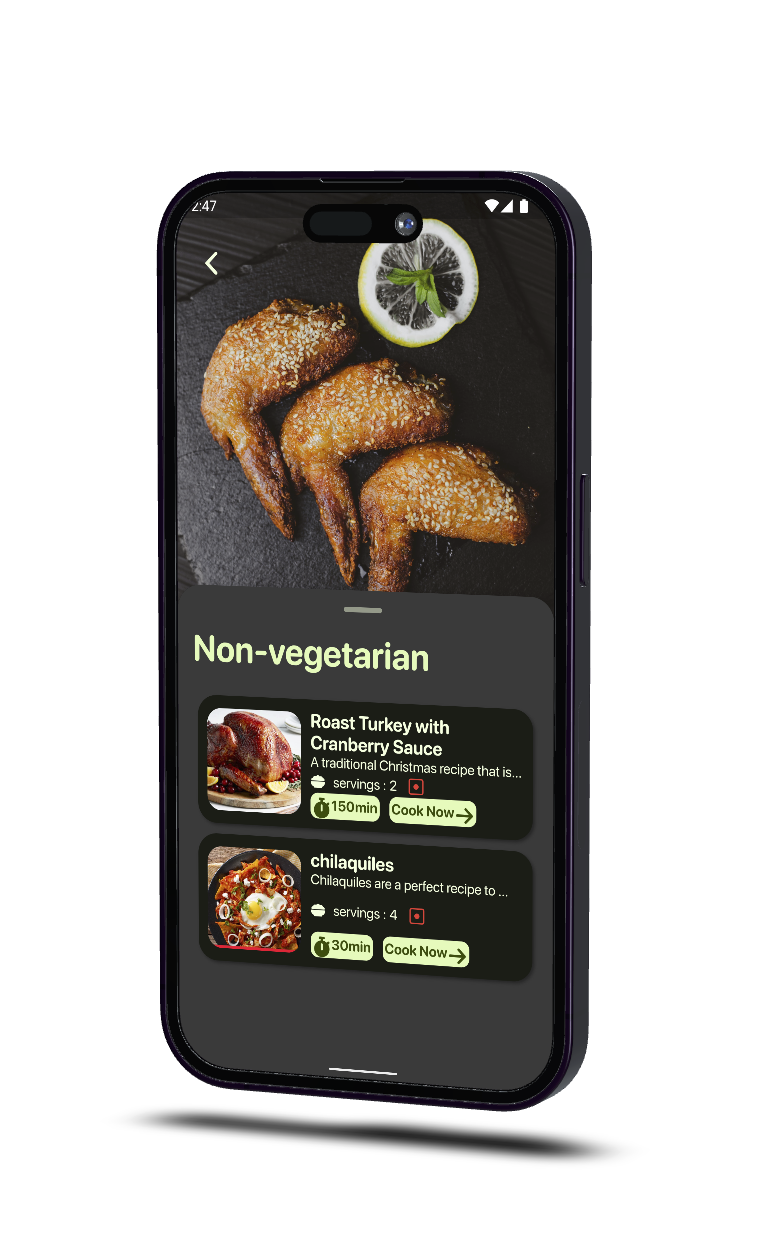 2:47
Non-vegetarian
Roast Turkey with
Cranberry Sauce
A traditional Christmas recipe that is...
servings : 2
150min Cook Now
chilaquiles
Chilaquiles are a perfect recipe to ...
servings : 4
30min Cook Now